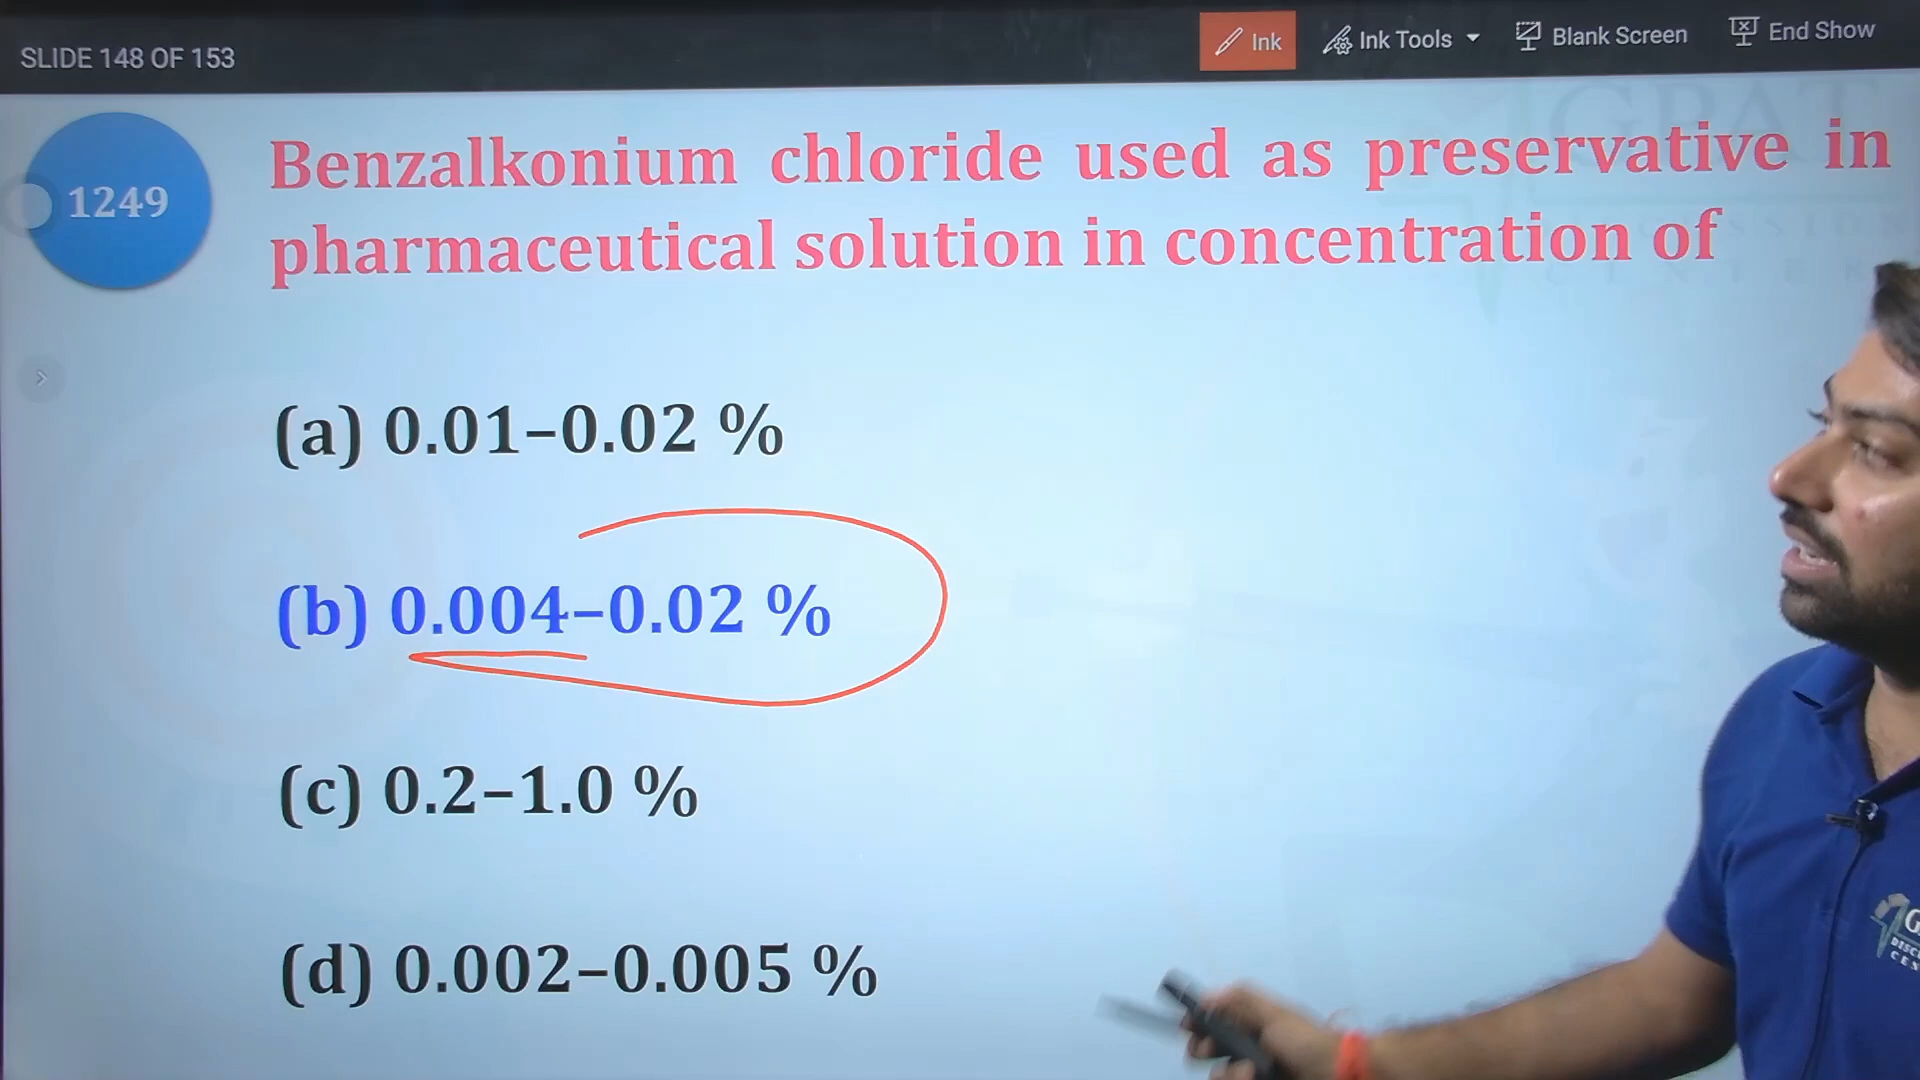 SLIDE 148 OF 153
Ink
Ink Tools
Blank Screen
End Show
GPAT
1249
Benzalkonium chloride used as preservative in
pharmaceutical solution in concentration of
(a) 0.01–0.02 %
(b) 0.004–0.02 %
(c) 0.2–1.0 %
(d) 0.002–0.005 %